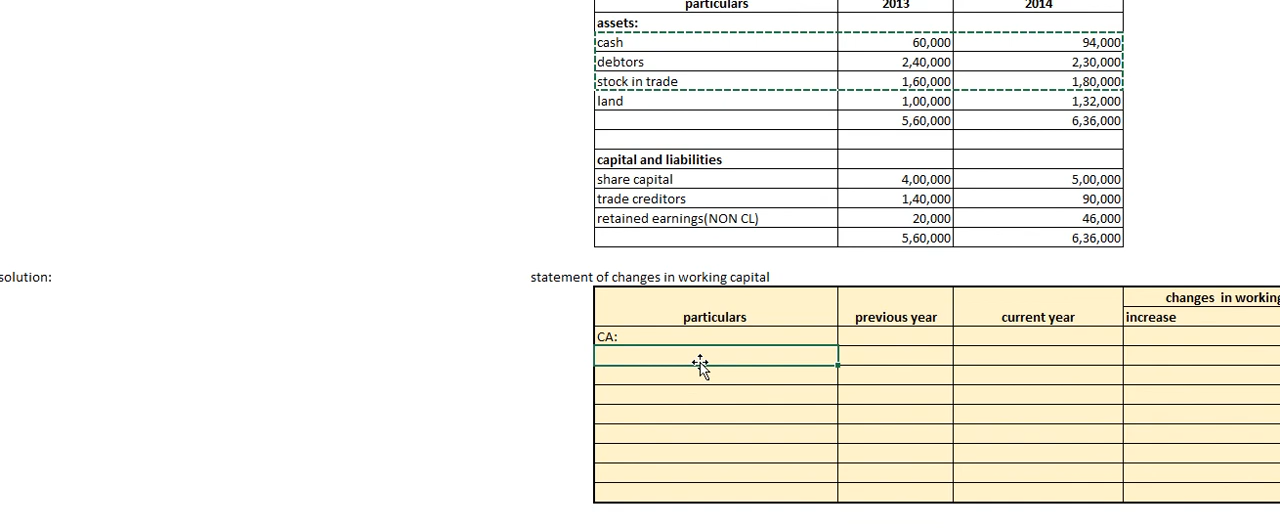 particulars 2013 2014
assets:
cash 60,000 94,000
debtors 2,40,000 2,30,000
stock in trade 1,60,000 1,80,000
land 1,00,000 1,32,000
5,60,000 6,36,000
capital and liabilities
share capital 4,00,000 5,00,000
trade creditors 1,40,000 90,000
retained earnings(NON CL) 20,000 46,000
5,60,000 6,36,000
solution: statement of changes in working capital
changes in working
particulars previous year current year increase
CA: